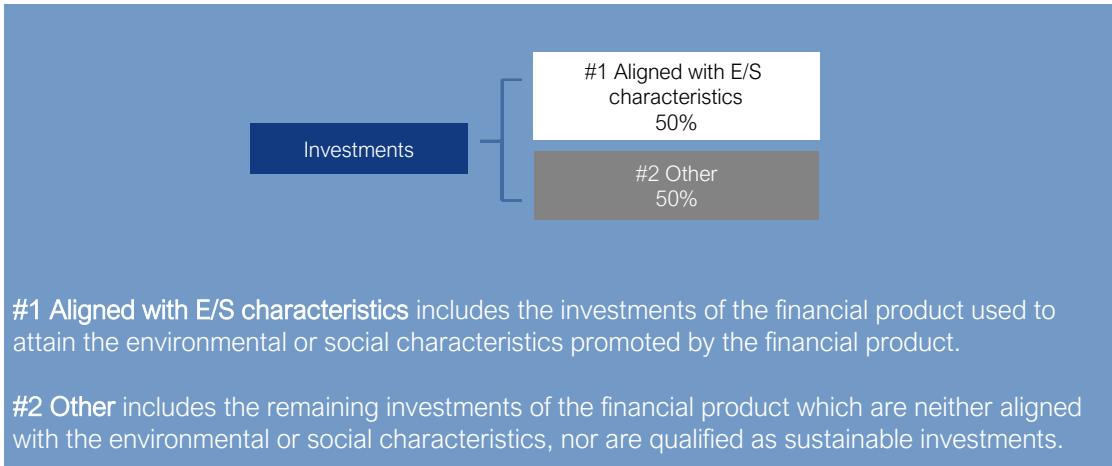 #1 Aligned with E/S
characteristics
50%
Investments
#2 Other
50%
#1 Aligned with E/S characteristics includes the investments of the financial product used to
attain the environmental or social characteristics promoted by the financial product.
#2 Other includes the remaining investments of the financial product which are neither aligned
with the environmental or social characteristics, nor are qualified as sustainable investments.